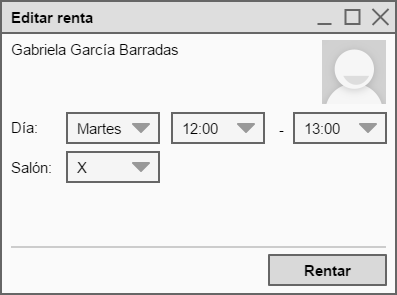 Editar renta
Gabriela García Barradas
Día: Martes 12:00 - 13:00
Salón: X
Rentar